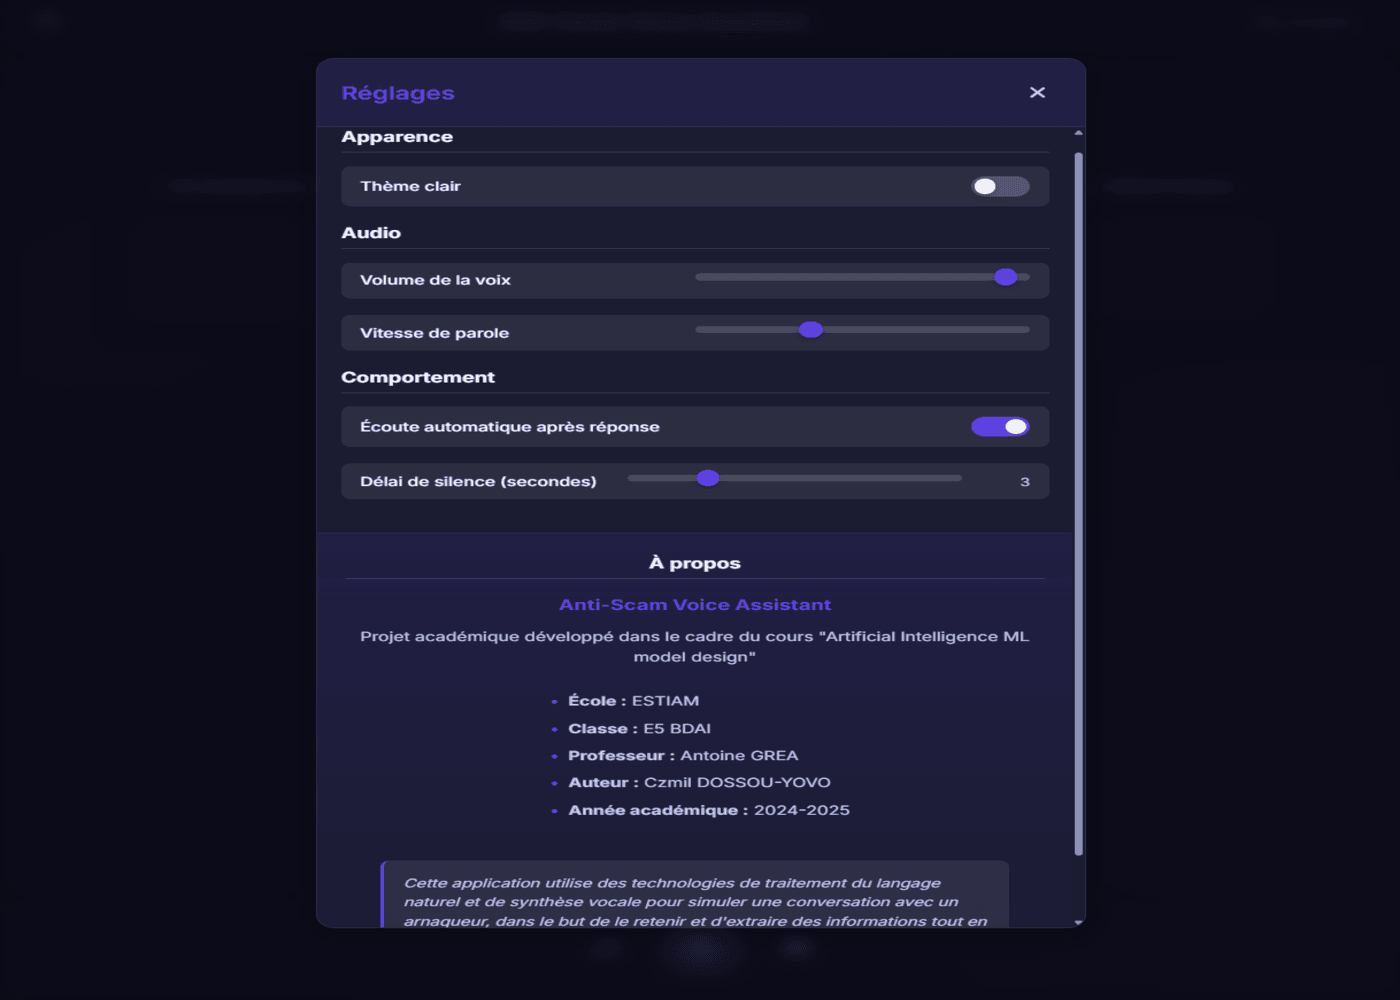 Réglages
Apparence
Thème clair
Audio
Volume de la voix
Vitesse de parole
Comportement
Écoute automatique après réponse
Délai de silence (secondes) 3
À propos
Anti-Scam Voice Assistant
Projet académique développé dans le cadre du cours "Artificial Intelligence ML
model design"
École : ESTIAM
Classe : E5 BDAI
Professeur : Antoine GREA
Auteur : Czmil DOSSOU-YOVO
Année académique : 2024-2025
Cette application utilise des technologies de traitement du langage
naturel et de synthèse vocale pour simuler une conversation avec un
arnaqueur, dans le but de le retenir et d'extraire des informations tout en